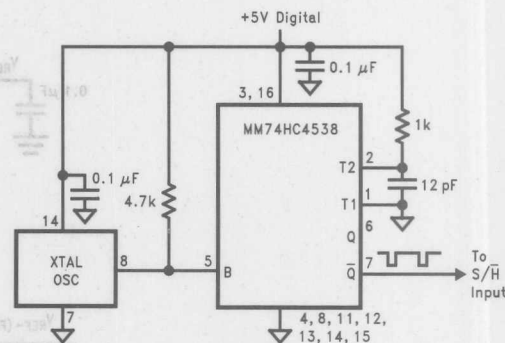 +5V Digital
0.1 μF
3, 16
MM74HC4538
1k
T2
2
0.1 μF
4.7k
12 pF
T1
1
14
6
Q
XTAL
OSC
8
5
B
Q̅
7
To
S/H̅
Input
7
4, 8, 11, 12,
13, 14, 15